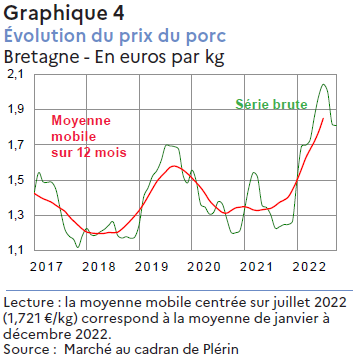 Graphique 4
Évolution du prix du porc
Bretagne - En euros par kg
2,1
1,9
1,7
1,5
1,3
1,1
Série brute
Moyenne
mobile
sur 12 mois
2017 2018 2019 2020 2021 2022
Lecture : la moyenne mobile centrée sur juillet 2022
(1,721 €/kg) correspond à la moyenne de janvier à
décembre 2022.
Source : Marché au cadran de Plérin